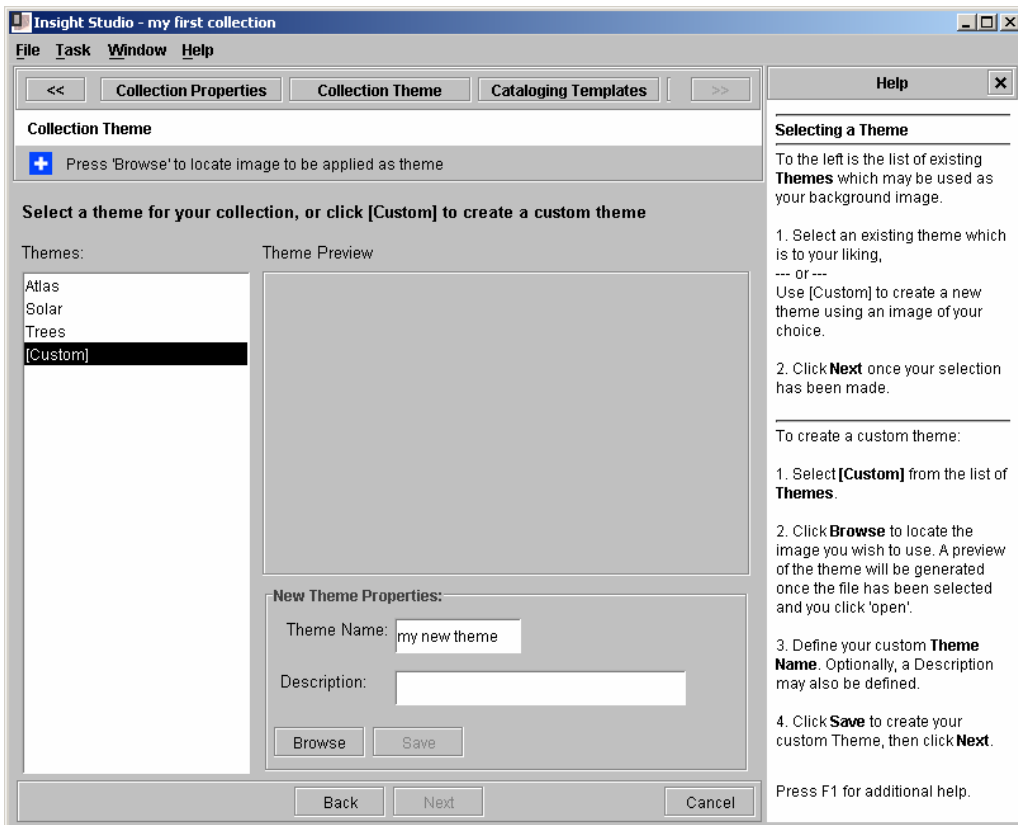 Insight Studio - my first collection
File Task Window Help
<< Collection Properties Collection Theme Cataloging Templates >>
Collection Theme
Press 'Browse' to locate image to be applied as theme
Select a theme for your collection, or click [Custom] to create a custom theme
Themes:
Atlas
Solar
Trees
[Custom]
Theme Preview
New Theme Properties:
Theme Name: my new theme
Description:
Browse Save
Back Next Cancel
Help
Selecting a Theme
To the left is the list of existing
Themes which may be used as
your background image.
1. Select an existing theme which
is to your liking,
--- or ---
Use [Custom] to create a new
theme using an image of your
choice.
2. Click Next once your selection
has been made.
To create a custom theme:
1. Select [Custom] from the list of
Themes.
2. Click Browse to locate the
image you wish to use. A preview
of the theme will be generated
once the file has been selected
and you click 'open'.
3. Define your custom Theme
Name. Optionally, a Description
may also be defined.
4. Click Save to create your
custom Theme, then click Next.
Press F1 for additional help.